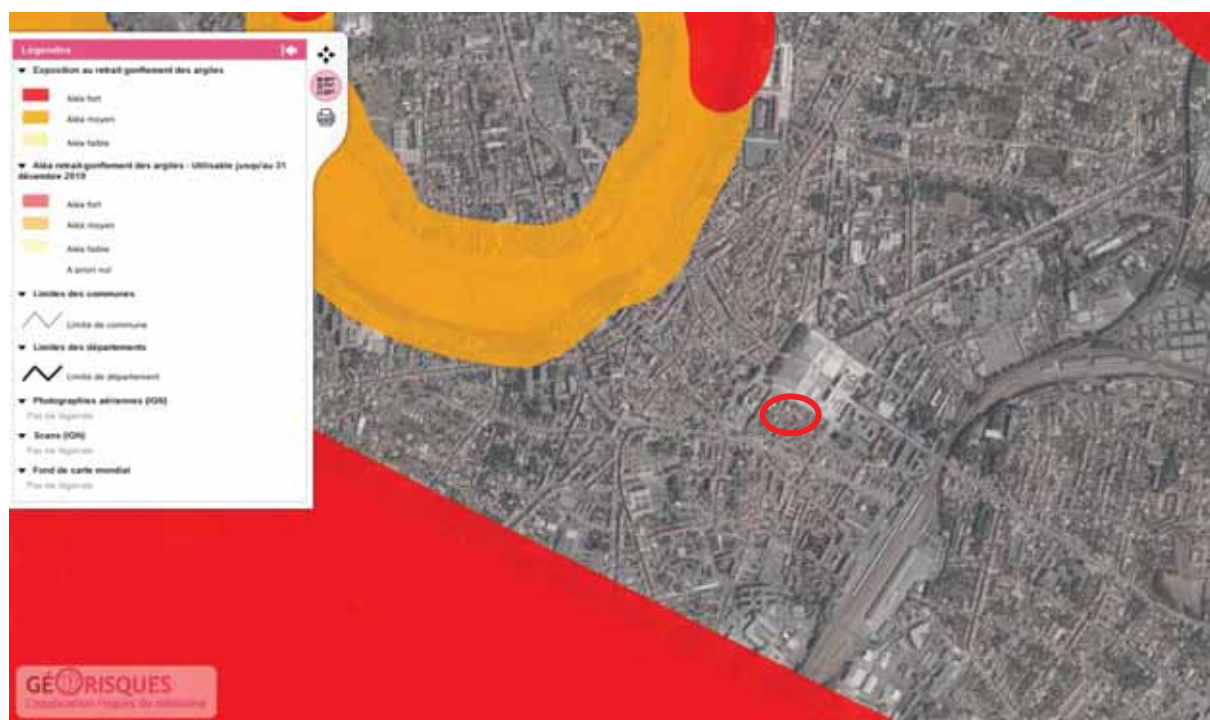 Légendes
Exposition au retrait gonflement des argiles
Aléa fort
Aléa moyen
Aléa faible
Aléa retrait-gonflement des argiles - Utilisable jusqu'au 31
décembre 2019
Aléa fort
Aléa moyen
Aléa faible
A priori nul
Limites des communes
Limite de commune
Limites des départements
Limite de département
Photographies aériennes (IGN)
Pas de légende
Scans (IGN)
Pas de légende
Fond de carte mondial
Pas de légende
GÉORISQUES